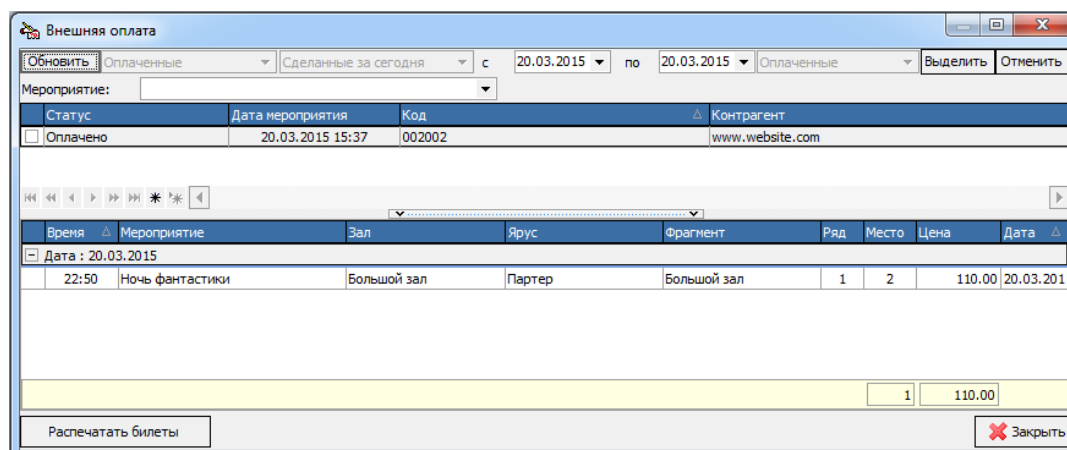 Внешняя оплата
Обновить Оплаченные Сделанные за сегодня с 20.03.2015 по 20.03.2015 Оплаченные Выделить Отменить
Мероприятие:
Статус Дата мероприятия Код Контрагент
Оплачено 20.03.2015 15:37 002002 www.website.com
Время Мероприятие Зал Ярус Фрагмент Ряд Место Цена Дата
Дата : 20.03.2015
22:50 Ночь фантастики Большой зал Партер Большой зал 1 2 110.00 20.03.201
1 110.00
Распечатать билеты Закрыть